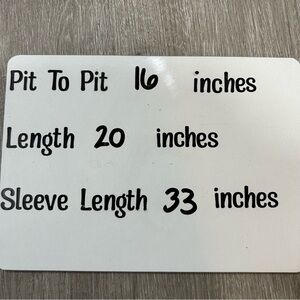 Pit To Pit 16 inches
Length 20 inches
Sleeve Length 33 inches